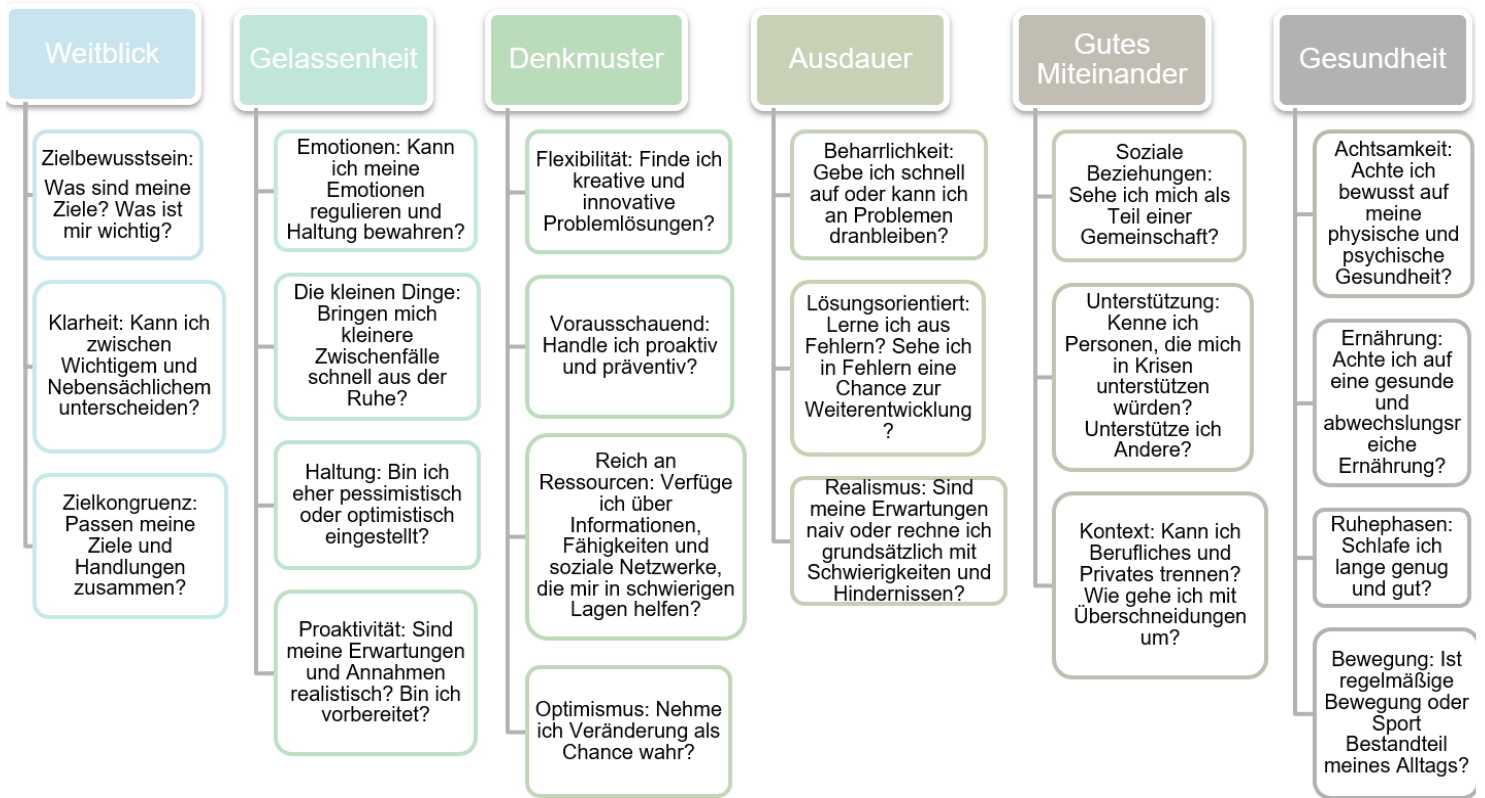 Weitblick
Zielbewusstsein:
Was sind meine
Ziele? Was ist
mir wichtig?
Klarheit: Kann ich
zwischen
Wichtigem und
Nebensächlichem
unterscheiden?
Zielkongruenz:
Passen meine
Ziele und
Handlungen
zusammen?
Gelassenheit
Emotionen: Kann
ich meine
Emotionen
regulieren und
Haltung bewahren?
Die kleinen Dinge:
Bringen mich
kleinere
Zwischenfälle
schnell aus der
Ruhe?
Haltung: Bin ich
eher pessimistisch
oder optimistisch
eingestellt?
Proaktivität: Sind
meine Erwartungen
und Annahmen
realistisch? Bin ich
vorbereitet?
Denkmuster
Flexibilität: Finde ich
kreative und
innovative
Problemlösungen?
Vorausschauend:
Handle ich proaktiv
und präventiv?
Reich an
Ressourcen: Verfüge
ich über
Informationen,
Fähigkeiten und
soziale Netzwerke,
die mir in schwierigen
Lagen helfen?
Optimismus: Nehme
ich Veränderung als
Chance wahr?
Ausdauer
Beharrlichkeit:
Gebe ich schnell
auf oder kann ich
an Problemen
dranbleiben?
Lösungsorientiert:
Lerne ich aus
Fehlern? Sehe ich
in Fehlern eine
Chance zur
Weiterentwicklung
?
Realismus: Sind
meine Erwartungen
naiv oder rechne ich
grundsätzlich mit
Schwierigkeiten und
Hindernissen?
Gutes
Miteinander
Soziale
Beziehungen:
Sehe ich mich als
Teil einer
Gemeinschaft?
Unterstützung:
Kenne ich
Personen, die mich
in Krisen
unterstützen
würden?
Unterstütze ich
Andere?
Kontext: Kann ich
Berufliches und
Privates trennen?
Wie gehe ich mit
Überschneidungen
um?
Gesundheit
Achtsamkeit:
Achte ich
bewusst auf
meine
physische und
psychische
Gesundheit?
Ernährung:
Achte ich auf
eine gesunde
und
abwechslungsr
eiche
Ernährung?
Ruhephasen:
Schlafe ich
lange genug
und gut?
Bewegung: Ist
regelmäßige
Bewegung oder
Sport
Bestandteil
meines Alltags?